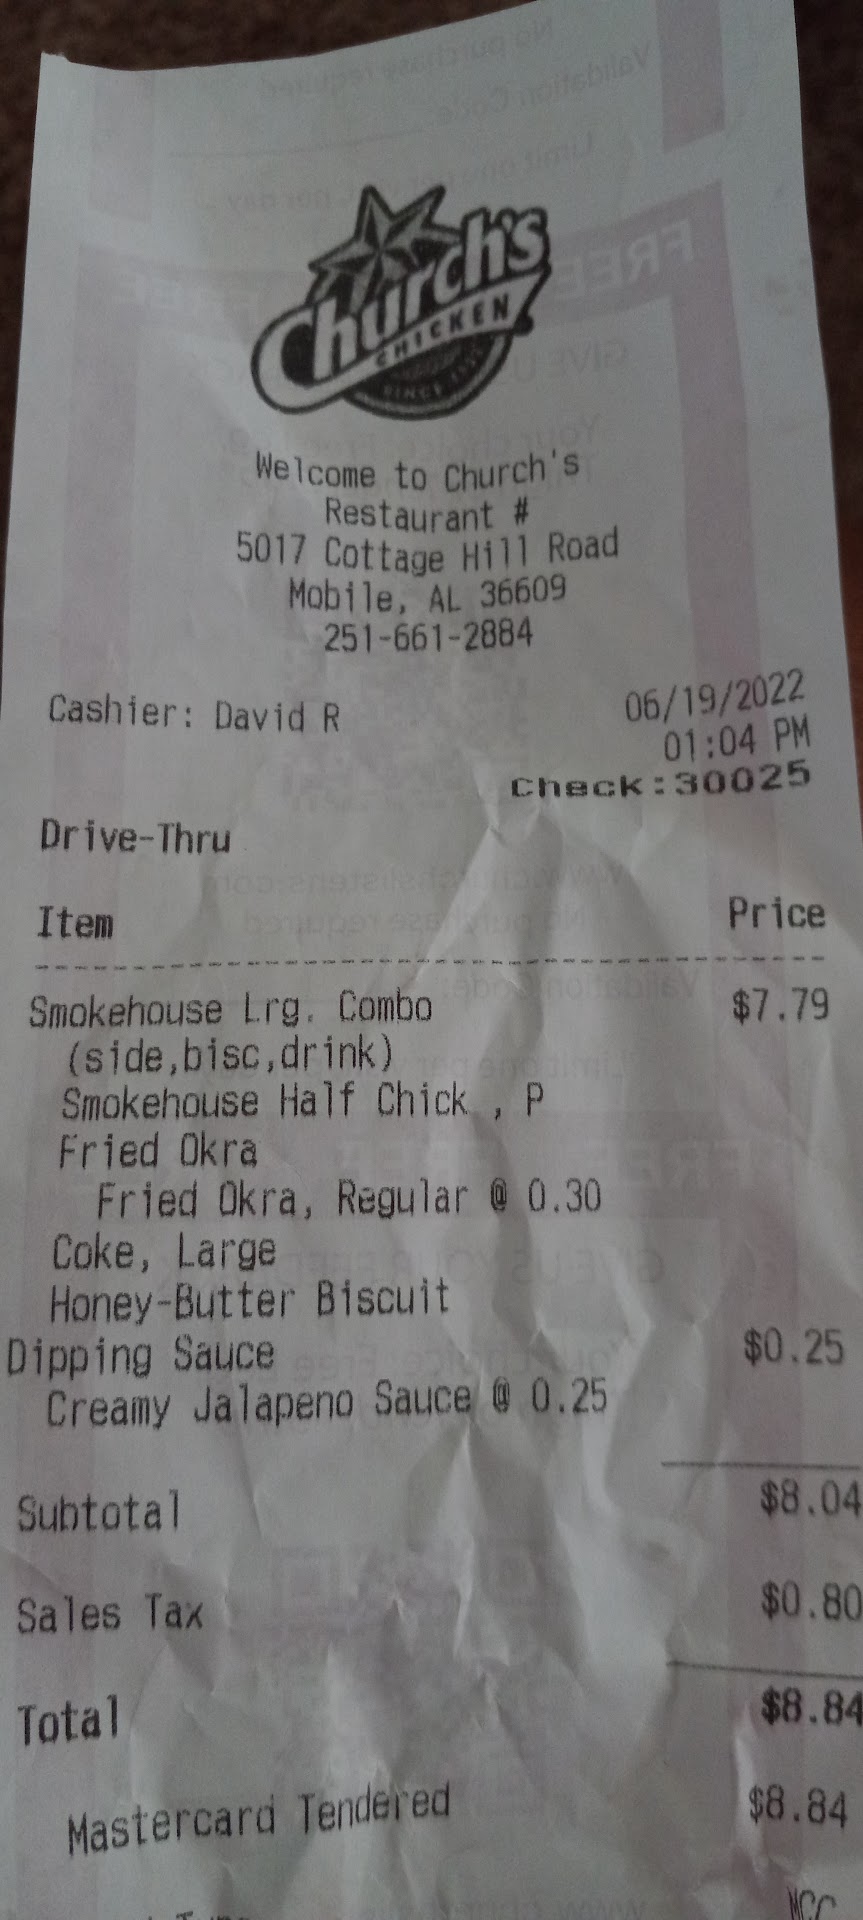 Church's
CHICKEN
SINCE
Welcome to Church's
Restaurant #
5017 Cottage Hill Road
Mobile, AL 36609
251-661-2884
Cashier: David R
06/19/2022
01:04 PM
Check:30025
Drive-Thru
Item Price
Smokehouse Lrg. Combo $7.79
(side,bisc,drink)
Smokehouse Half Chick , P
Fried Okra
Fried Okra, Regular @ 0.30
Coke, Large
Honey-Butter Biscuit
Dipping Sauce $0.25
Creamy Jalapeno Sauce @ 0.25
Subtotal $8.04
Sales Tax $0.80
Total $8.84
Mastercard Tendered $8.84